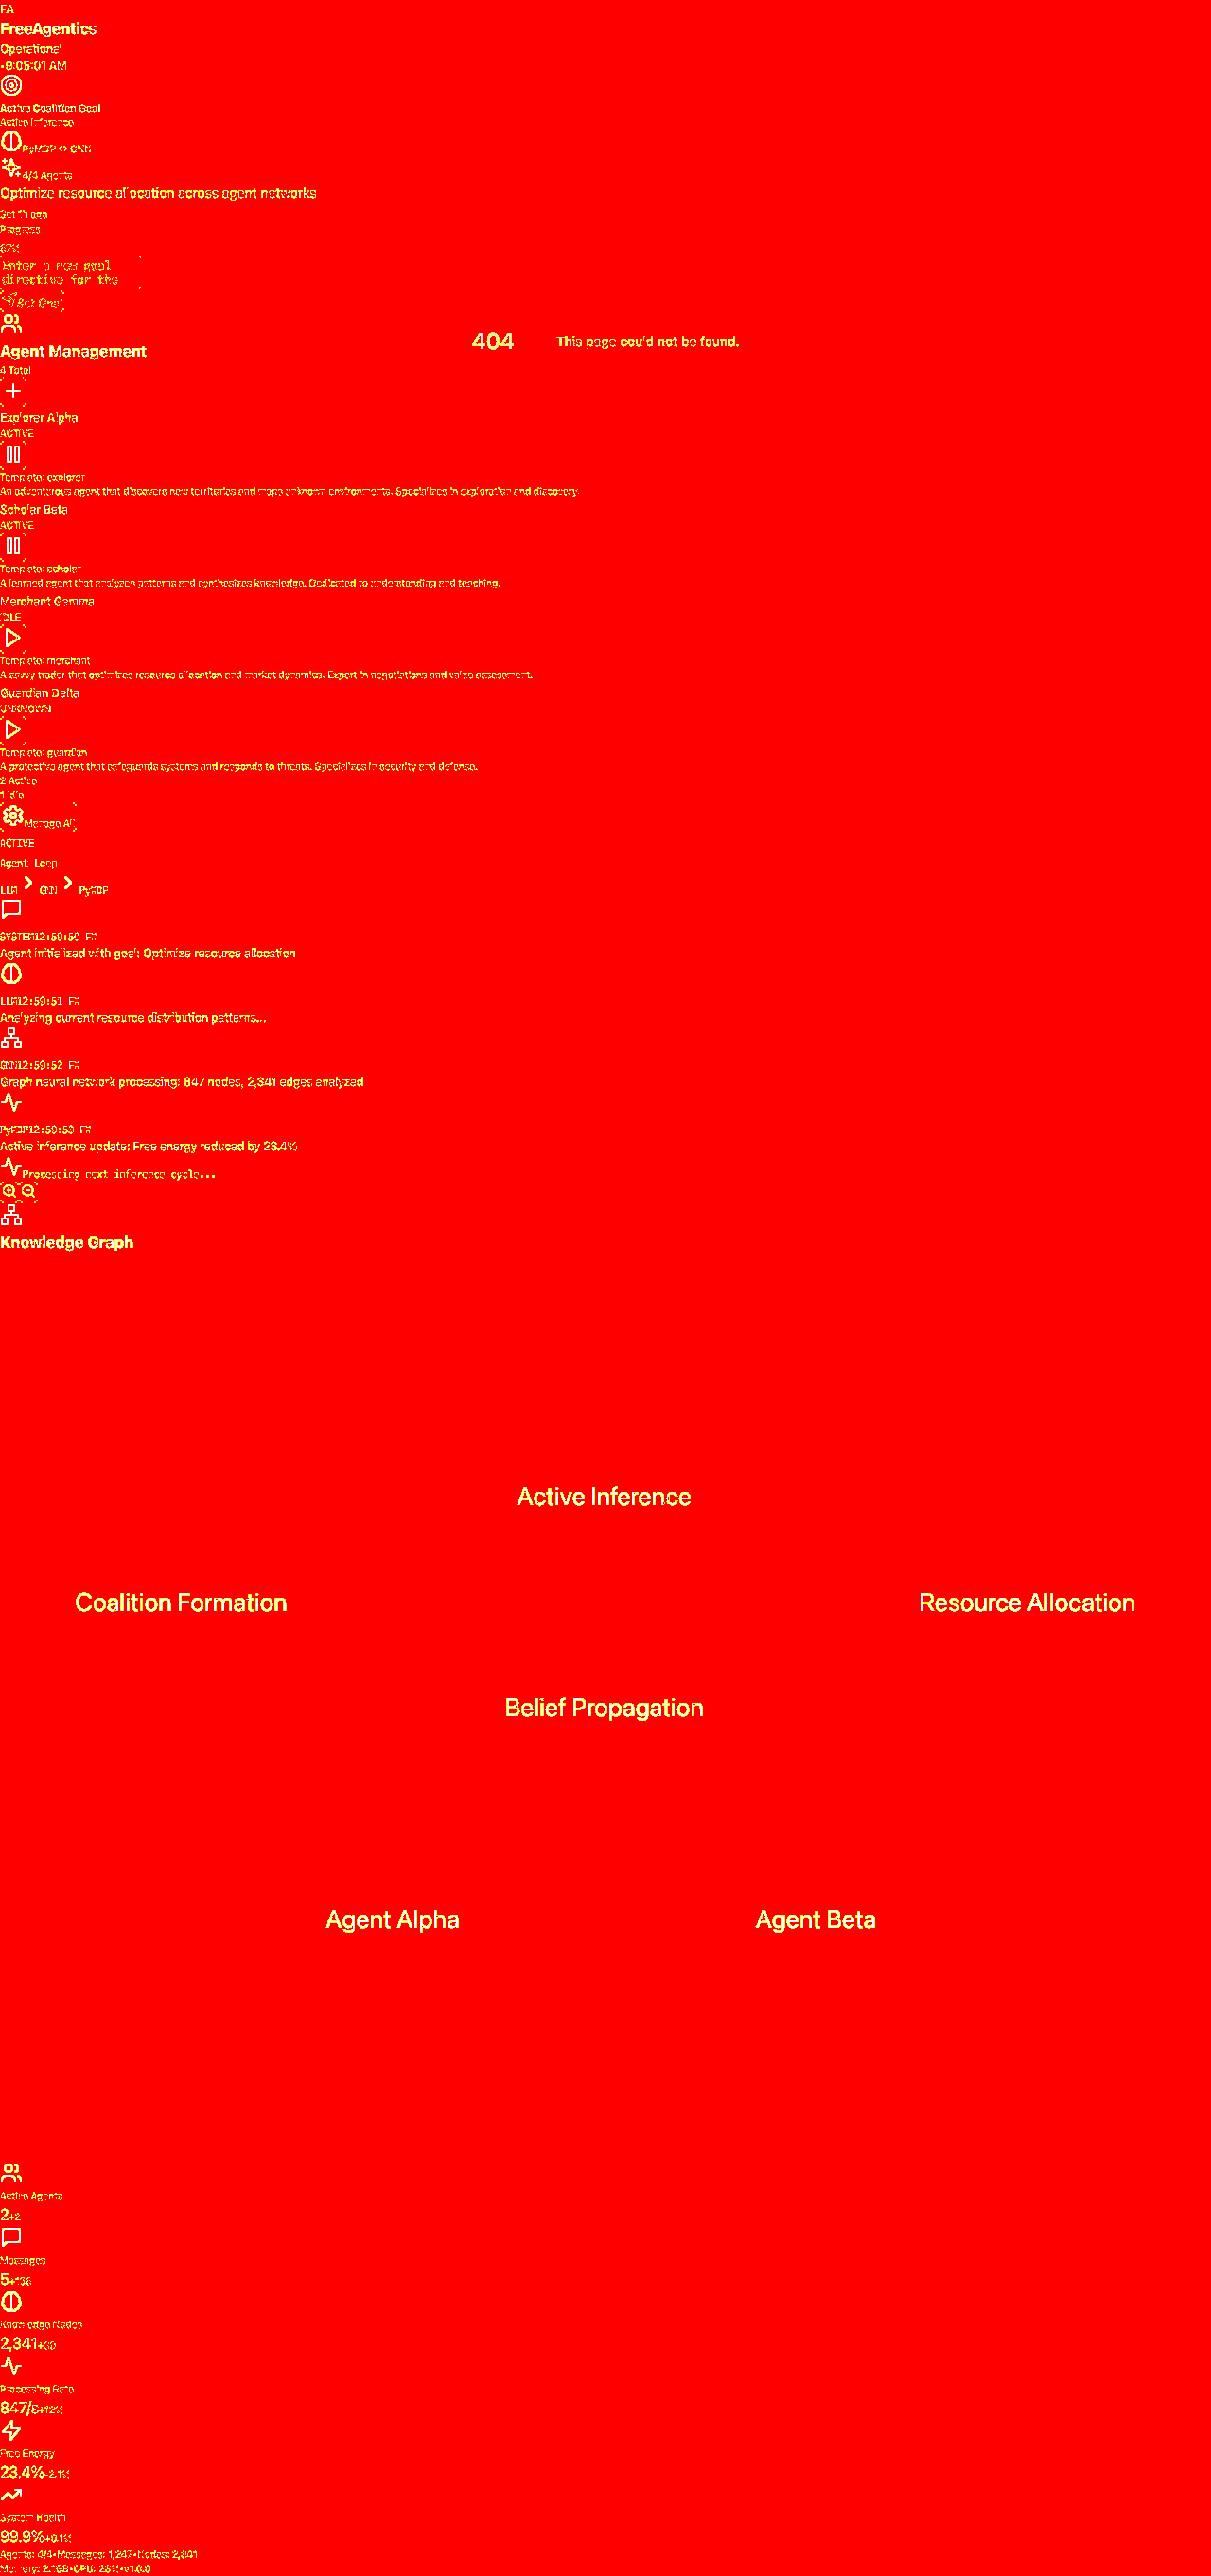 FA
FreeAgentics
Operational
•9:05:01 AM
Active Coalition Goal
Active Inference
PyMDP <> GNN
4/4 Agents
Optimize resource allocation across agent networks
Progress
Enter a new goal
directive for the
Set Goal
404 This page could not be found.
Agent Management
4 Total
Explorer Alpha
ACTIVE
Template: explorer
An adventurous agent that discovers new territories and maps unknown environments. Specializes in exploration and discovery.
Scholar Beta
ACTIVE
Template: scholar
A learned agent that analyzes patterns and synthesizes knowledge. Dedicated to understanding and teaching.
Merchant Gamma
IDLE
Template: merchant
A savvy trader that optimizes resource allocation and market dynamics. Expert in negotiations and value assessment.
Guardian Delta
UNKNOWN
Template: guardian
A protective agent that safeguards systems and responds to threats. Specializes in security and defense.
2 Active
1 Idle
Manage All
ACTIVE
Agent Loop
LLM GNN PyMDP
SYSTEM12:59:50 PM
Agent initialized with goal: Optimize resource allocation
LLM12:59:51 PM
Analyzing current resource distribution patterns...
GNN12:59:52 PM
Graph neural network processing: 847 nodes, 2,341 edges analyzed
PyMDP12:59:53 PM
Active inference update: Free energy reduced by 23.4%
Processing next inference cycle...
Knowledge Graph
Active Inference
Coalition Formation
Resource Allocation
Belief Propagation
Agent Alpha
Agent Beta
Active Agents
2+2
Messages
5+136
Knowledge Nodes
2,341
Processing Rate
847/s+12%
Free Energy
23.4%-2.1%
System Health
99.9%+0.1%
Agents: 4/4•Messages: 1,247•Nodes: 2,341
Memory: 2.1GB•CPU: 23%•v1.0.0